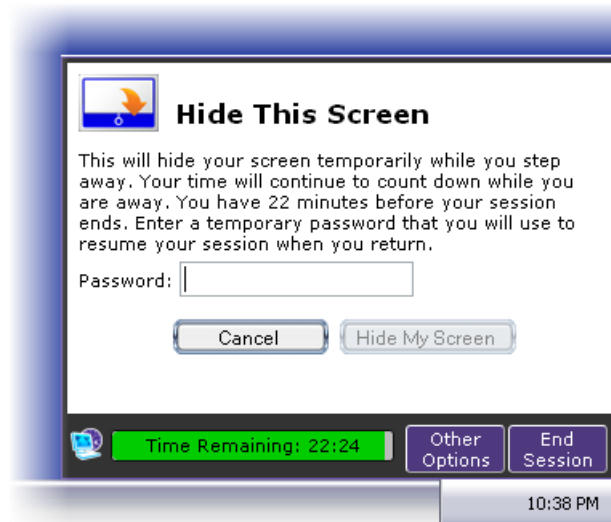 Hide This Screen
This will hide your screen temporarily while you step
away. Your time will continue to count down while you
are away. You have 22 minutes before your session
ends. Enter a temporary password that you will use to
resume your session when you return.
Password:
Cancel Hide My Screen
Time Remaining: 22:24
Other
Options
End
Session
10:38 PM